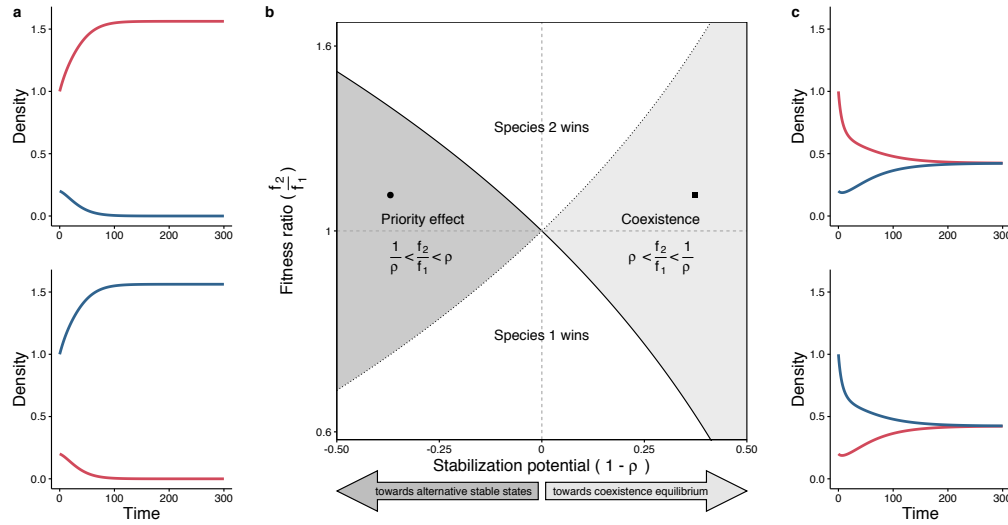 a
Density
1.5
1.0
0.5
0.0
0
100
200
300
Density
1.5
1.0
0.5
0.0
0
100
200
300
Time
b
Fitness ratio ( f2/f1 )
1.6
1
0.6
Species 2 wins
Priority effect
1/ρ < f2/f1 < ρ
Coexistence
ρ < f2/f1 < 1/ρ
Species 1 wins
-0.50
-0.25
0
0.25
0.50
Stabilization potential ( 1 - ρ )
towards alternative stable states
towards coexistence equilibrium
c
Density
1.5
1.0
0.5
0.0
0
100
200
300
Density
1.5
1.0
0.5
0.0
0
100
200
300
Time